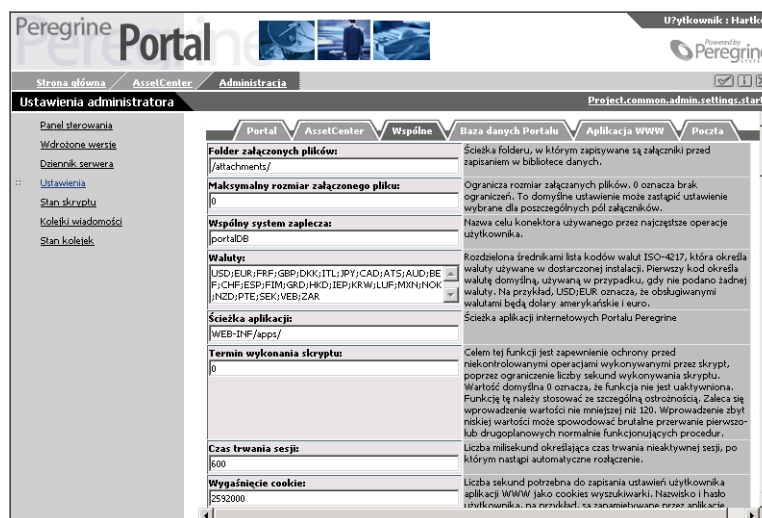 Peregrine Portal
U?ytkownik : Hartke
Powered by
Peregrine
Strona główna
AssetCenter
Administracja
Ustawienia administratora
Project.common.admin.settings.start
Panel sterowania
Wdrożone wersje
Dziennik serwera
Ustawienia
Stan skryptu
Kolejki wiadomości
Stan kolejek
Portal
AssetCenter
Wspólne
Baza danych Portalu
Aplikacja WWW
Poczta
Folder załączonych plików:
/attachments/
Ścieżka folderu, w którym zapisywane są załączniki przed
zapisaniem w bibliotece danych.
Maksymalny rozmiar załączonego pliku:
0
Ogranicza rozmiar załączanych plików. 0 oznacza brak
ograniczeń. To domyślne ustawienie może zastąpić ustawienie
wybrane dla poszczególnych pól załączników.
Wspólny system zaplecza:
portalDB
Nazwa celu konektora używanego przez najczęstsze operacje
użytkownika.
Waluty:
USD;EUR;FRF;GBP;DKK;ITL;JPY;CAD;ATS;AUD;BE
F;CHF;ESP;FIM;GRD;HKD;IEP;KRW;LUF;MXN;NOK
;NZD;PTE;SEK;VEB;ZAR
Rozdzielona średnikami lista kodów walut ISO-4217, która określa
waluty używane w dostarczonej instalacji. Pierwszy kod określa
walutę domyślną, używaną w przypadku, gdy nie podano żadnej
waluty. Na przykład, USD;EUR oznacza, że obsługiwanymi
walutami będą dolary amerykańskie i euro.
Ścieżka aplikacji:
WEB-INF/apps/
Ścieżka aplikacji internetowych Portalu Peregrine
Termin wykonania skryptu:
0
Celem tej funkcji jest zapewnienie ochrony przed
niekontrolowanymi operacjami wykonywanymi przez skrypt,
poprzez ograniczenie liczby sekund wykonywania skryptu.
Wartość domyślna 0 oznacza, że funkcja nie jest uaktywniona.
Funkcję tę należy stosować ze szczególną ostrożnością. Zaleca się
wprowadzenie wartości nie mniejszej niż 120. Wprowadzenie zbyt
niskiej wartości może spowodować brutalne przerwanie pierwszo-
lub drugoplanowych normalnie funkcjonujących procedur.
Czas trwania sesji:
600
Liczba milisekund określająca czas trwania nieaktywnej sesji, po
którym nastąpi automatyczne rozłączenie.
Wygaśnięcie cookie:
2592000
Liczba sekund potrzebna do zapisania ustawień użytkownika
aplikacji WWW jako cookies wyszukiwarki. Nazwisko i hasło
użytkownika, na przykład, są zapamiętywane przez aplikację